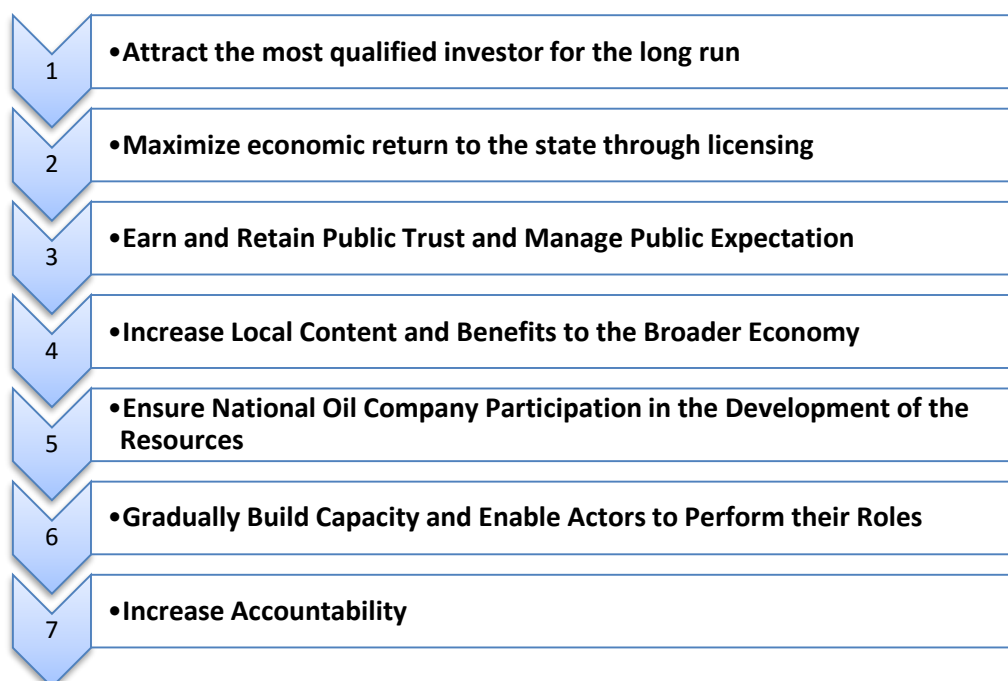 1
•Attract the most qualified investor for the long run
2
•Maximize economic return to the state through licensing
3
•Earn and Retain Public Trust and Manage Public Expectation
4
•Increase Local Content and Benefits to the Broader Economy
5
•Ensure National Oil Company Participation in the Development of the
Resources
6
•Gradually Build Capacity and Enable Actors to Perform their Roles
7
•Increase Accountability